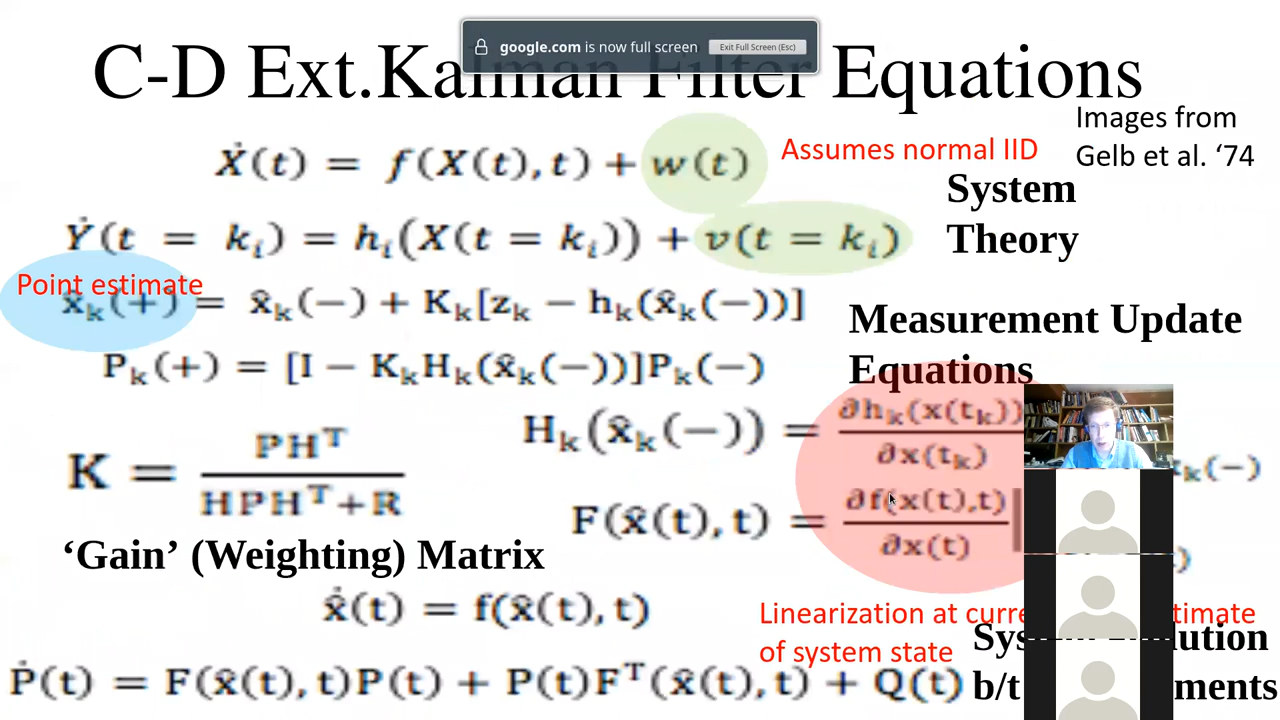 google.com is now full screen
Exit Full Screen (Esc)
C-D Ext.Kalman Filter Equations
Images from
Gelb et al. ‘74
Ẋ(t) = f(X(t), t) + w(t)
Assumes normal IID
System
Theory
Ẏ(t = kᵢ) = hᵢ(X(t = kᵢ)) + v(t = kᵢ)
Point estimate
x̂ₖ(+) = x̂ₖ(−) + Kₖ[zₖ − hₖ(x̂ₖ(−))]
Measurement Update
Equations
Pₖ(+) = [I − KₖHₖ(x̂ₖ(−))]Pₖ(−)
Hₖ(x̂ₖ(−)) = ∂hₖ(x(tₖ)) / ∂x(tₖ)
ₖ(−)
K = PHᵀ / HPHᵀ+R
F(x̂(t), t) = ∂f(x(t),t) / ∂x(t) |
‘Gain’ (Weighting) Matrix
x̂̇(t) = f(x̂(t), t)
Linearization at
of system state
b/t
Ṗ(t) = F(x̂(t), t)P(t) + P(t)Fᵀ(x̂(t), t) + Q(t)